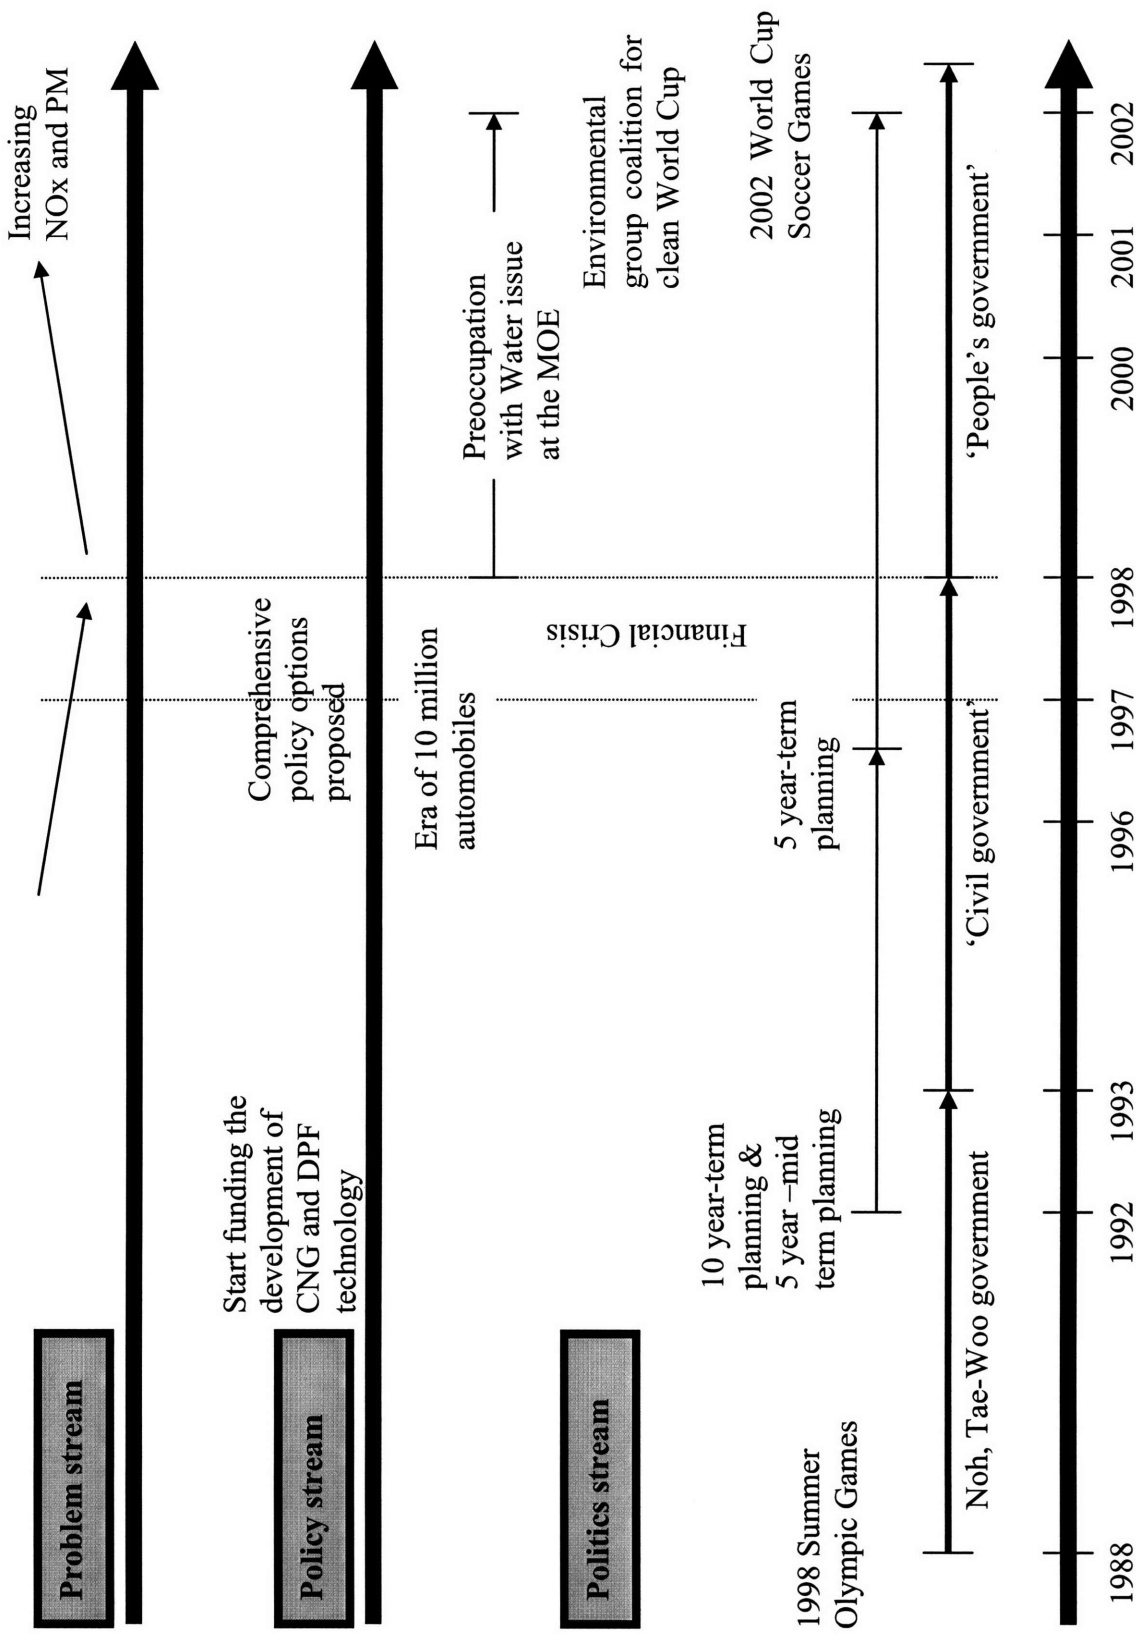 Increasing
NOx and PM
Problem stream
Comprehensive
policy options
proposed
Start funding the
development of
CNG and DPF
technology
Policy stream
Era of 10 million
automobiles
Preoccupation
with Water issue
at the MOE
Financial Crisis
Environmental
group coalition for
clean World Cup
Politics stream
2002 World Cup
Soccer Games
10 year-term
planning &
5 year –mid
term planning
5 year-term
planning
1998 Summer
Olympic Games
Noh, Tae-Woo government
‘Civil government’
‘People’s government’
1988
1992
1993
1996
1997
1998
2000
2001
2002